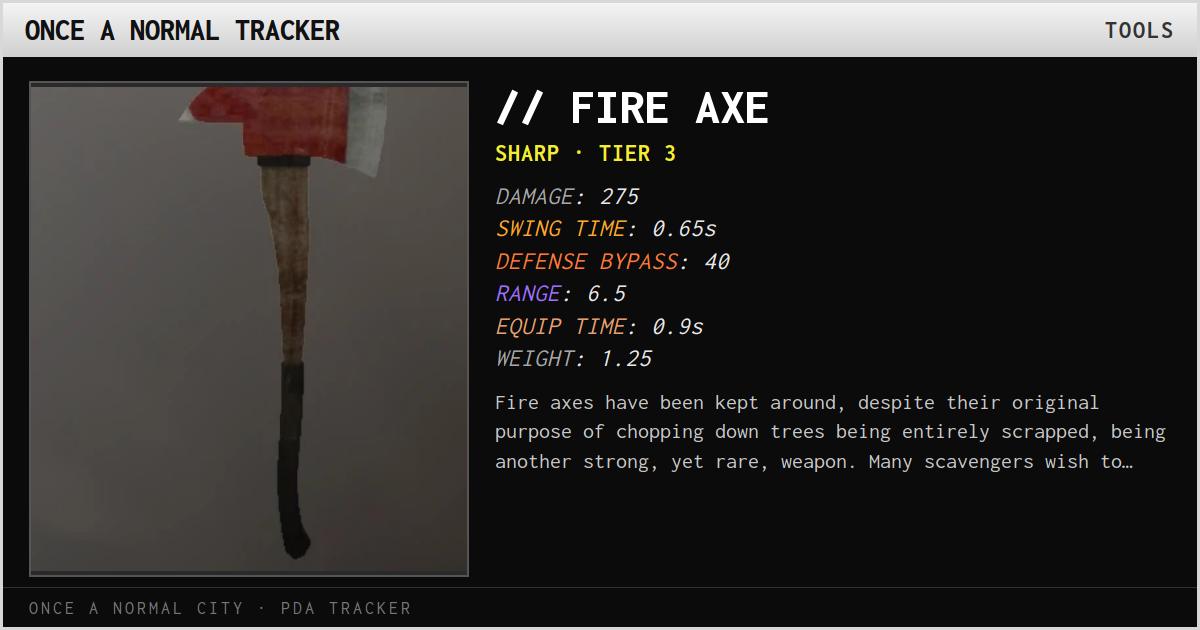 ONCE A NORMAL TRACKER
TOOLS
// FIRE AXE
SHARP · TIER 3
DAMAGE: 275
SWING TIME: 0.65s
DEFENSE BYPASS: 40
RANGE: 6.5
EQUIP TIME: 0.9s
WEIGHT: 1.25
Fire axes have been kept around, despite their original
purpose of chopping down trees being entirely scrapped, being
another strong, yet rare, weapon. Many scavengers wish to…
ONCE A NORMAL CITY · PDA TRACKER